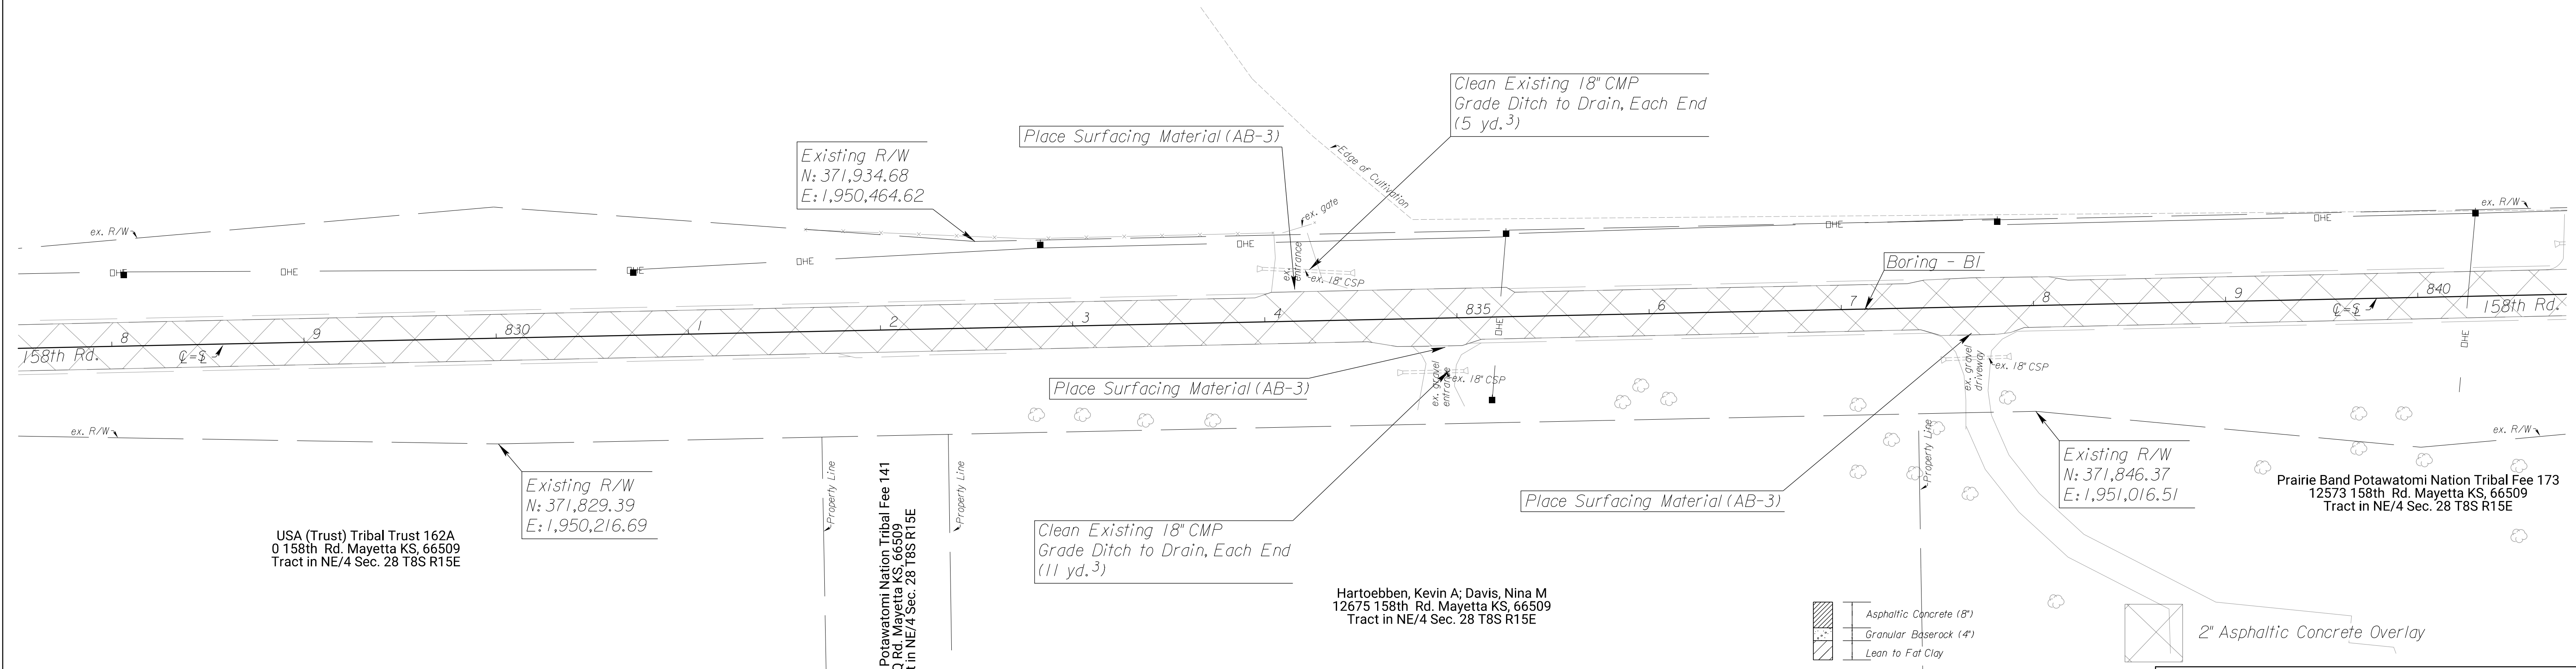 Clean Existing 18" CMP
Grade Ditch to Drain, Each End
(5 yd.3)
Place Surfacing Material (AB-3)
Existing R/W
N: 371,934.68
E: 1,950,464.62
Edge of Cultivation
ex. gate
ex. R/W
ex. R/W
OHE
OHE
OHE
OHE
OHE
OHE
OHE
ex. entrance
ex. 18" CSP
Boring - B1
158th Rd.
8
9
830
1
2
3
4
835
6
7
8
9
840
158th Rd.
OHE
OHE
Place Surfacing Material (AB-3)
ex. gravel entrance
ex. 18" CSP
ex. gravel driveway
ex. 18" CSP
ex. R/W
ex. R/W
Existing R/W
N: 371,829.39
E: 1,950,216.69
Property Line
Property Line
Property Line
Existing R/W
N: 371,846.37
E: 1,951,016.51
Place Surfacing Material (AB-3)
Clean Existing 18" CMP
Grade Ditch to Drain, Each End
(11 yd.3)
USA (Trust) Tribal Trust 162A
0 158th Rd. Mayetta KS, 66509
Tract in NE/4 Sec. 28 T8S R15E
Potawatomi Nation Tribal Fee 141
Q Rd. Mayetta KS, 66509
in NE/4 Sec. 28 T8S R15E
Hartoebben, Kevin A; Davis, Nina M
12675 158th Rd. Mayetta KS, 66509
Tract in NE/4 Sec. 28 T8S R15E
Prairie Band Potawatomi Nation Tribal Fee 173
12573 158th Rd. Mayetta KS, 66509
Tract in NE/4 Sec. 28 T8S R15E
Asphaltic Concrete (8")
Granular Baserock (4")
Lean to Fat Clay
2" Asphaltic Concrete Overlay